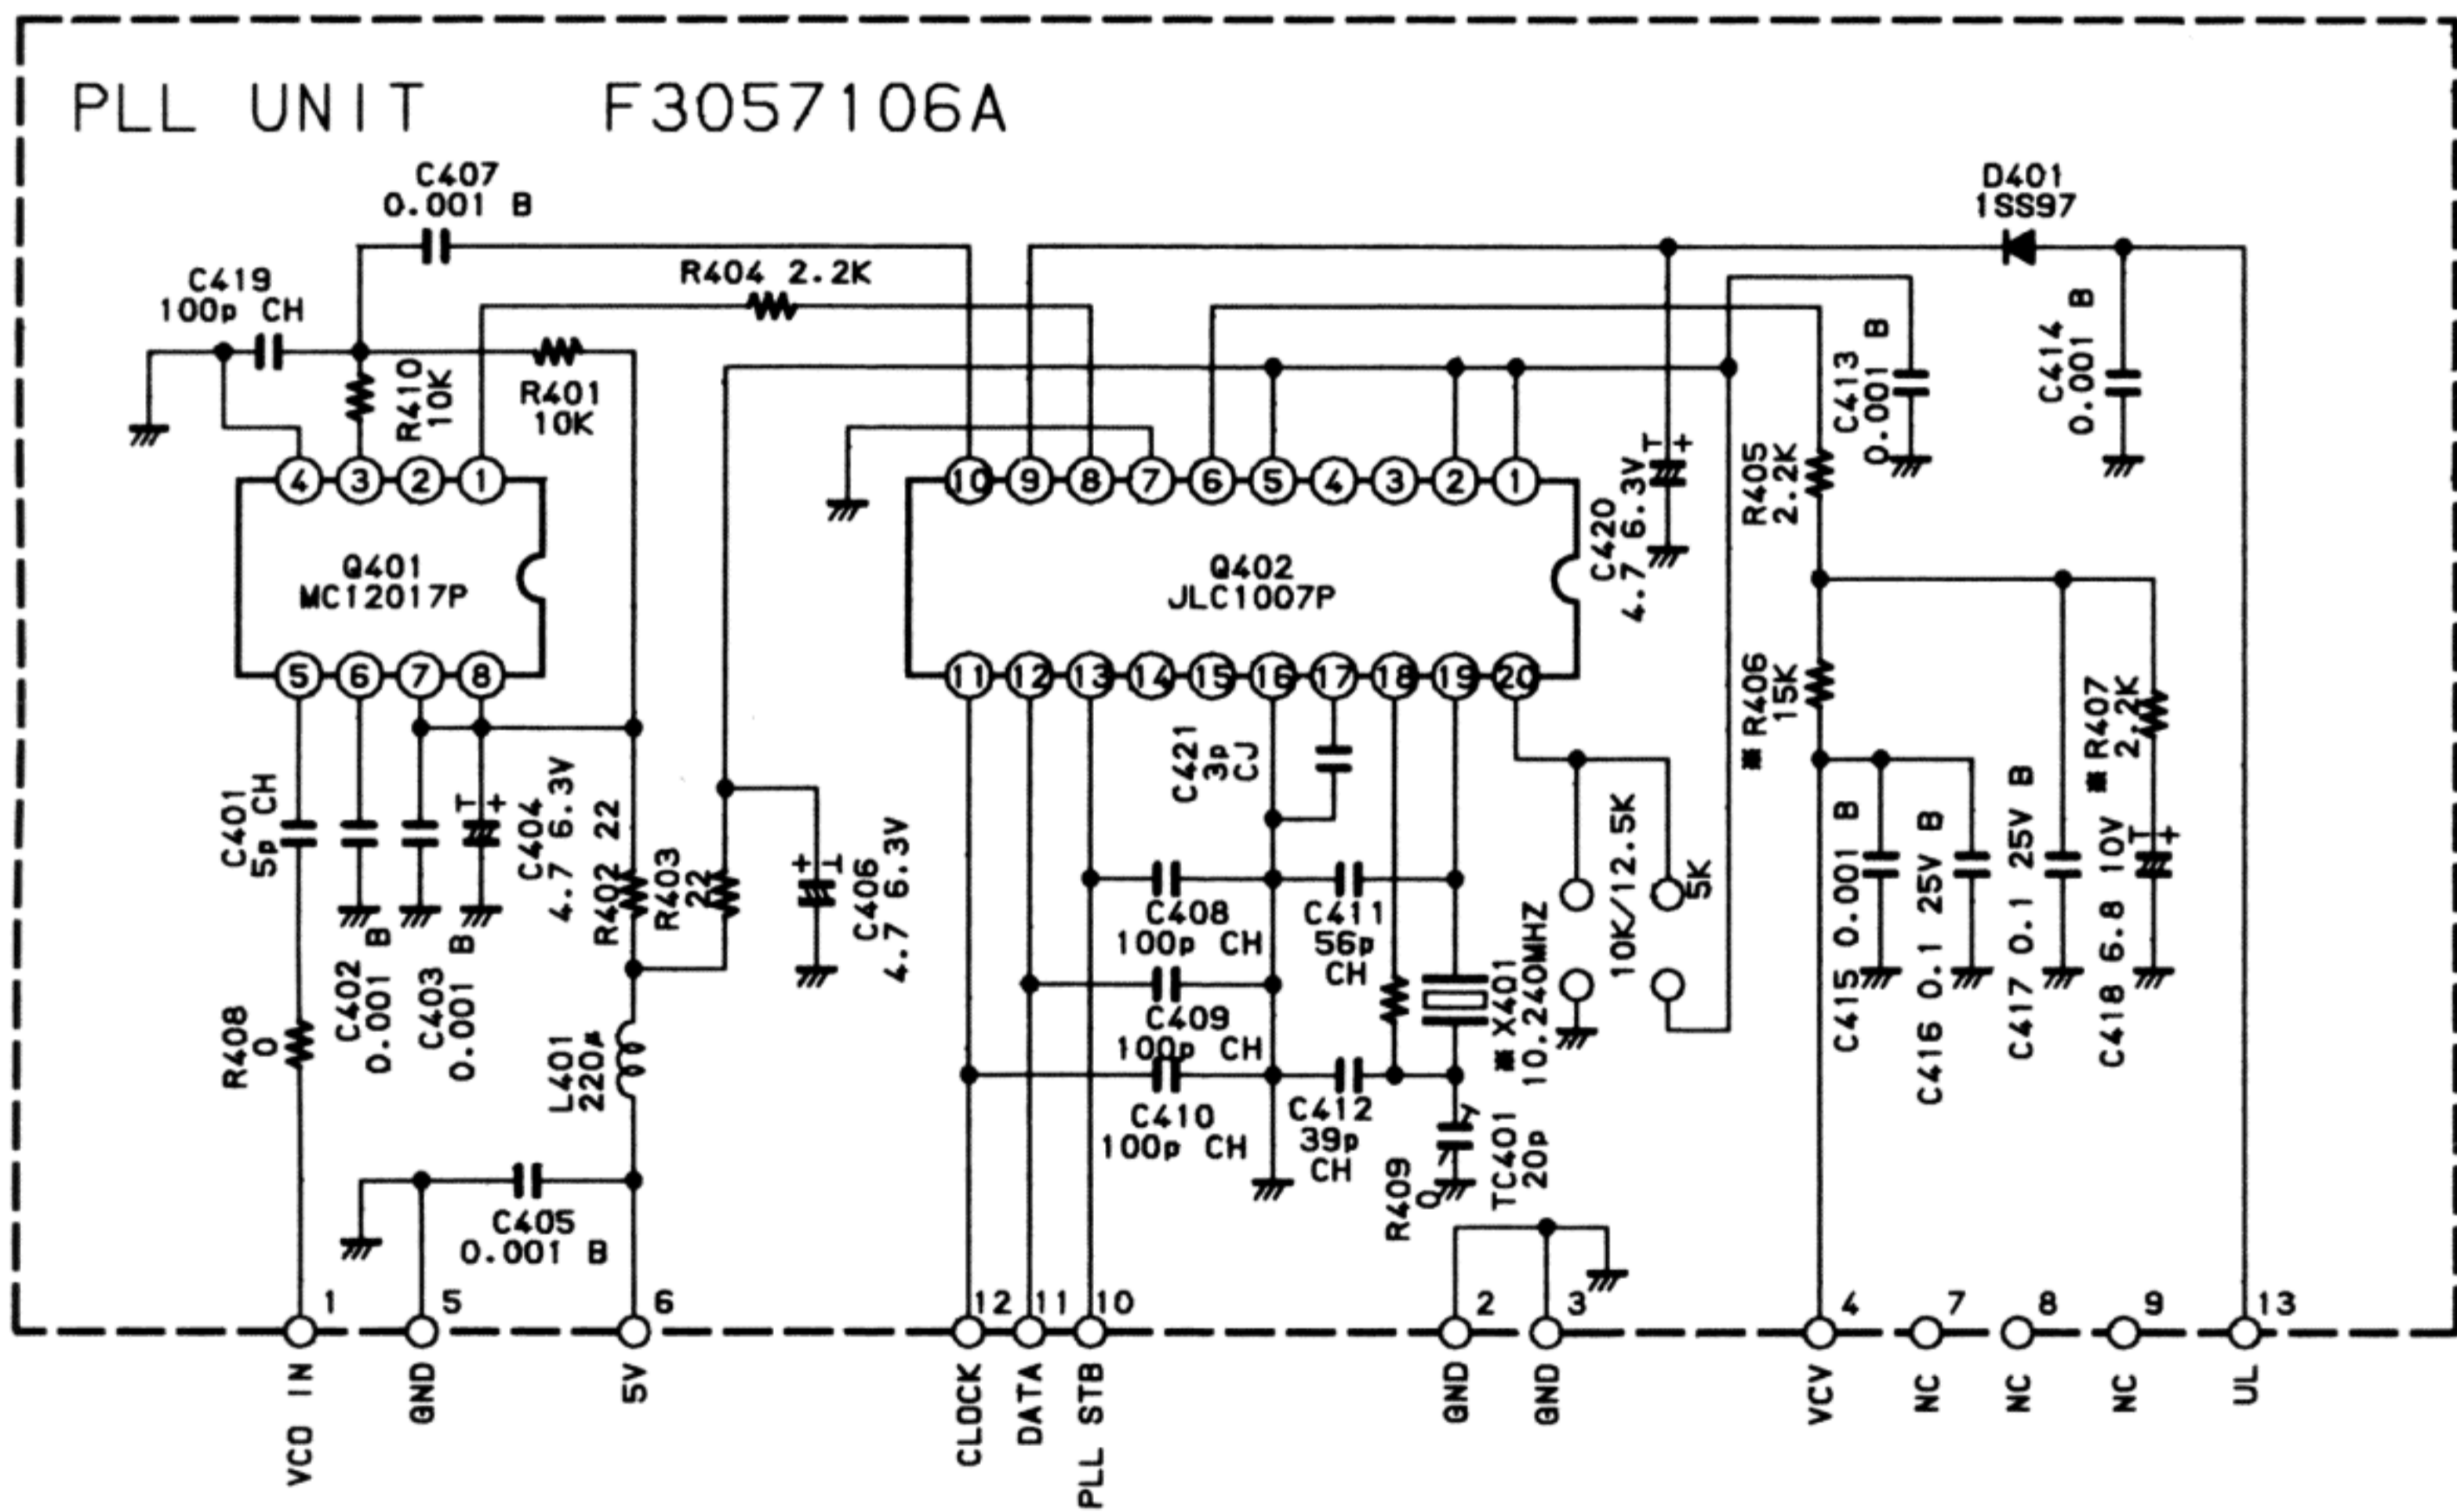 PLL UNIT F3057106A
C407
0.001 B
D401
1SS97
C419
100p CH
R404 2.2K
R410
10K
R401
10K
C413
0.001 B
C414
0.001 B
R405
2.2K
C420
4.7 6.3V
T +
4 3 2 1
10 9 8 7 6 5 4 3 2 1
Q401
MC12017P
Q402
JLC1007P
5 6 7 8
11 12 13 14 15 16 17 18 19 20
※R406
15K
※R407
2.2K
C421
3p
CJ
C401
5p CH
T +
C404
4.7 6.3V
R402 22
R403
22
+ T
C406
4.7 6.3V
C408
100p CH
C411
56p
CH
10K/12.5K
5K
C415 0.001 B
C416 0.1 25V B
C417 0.1 25V B
C418 6.8 10V
T +
R408
0
C402
0.001 B
C403
0.001 B
L401
220μ
C409
100p CH
※X401
10.240MHZ
C410
100p CH
C412
39p
CH
R409
0
TC401
20p
C405
0.001 B
1 5 6 12 11 10 2 3 4 7 8 9 13
VCO IN
GND
5V
CLOCK
DATA
PLL STB
GND
GND
VCV
NC
NC
NC
UL